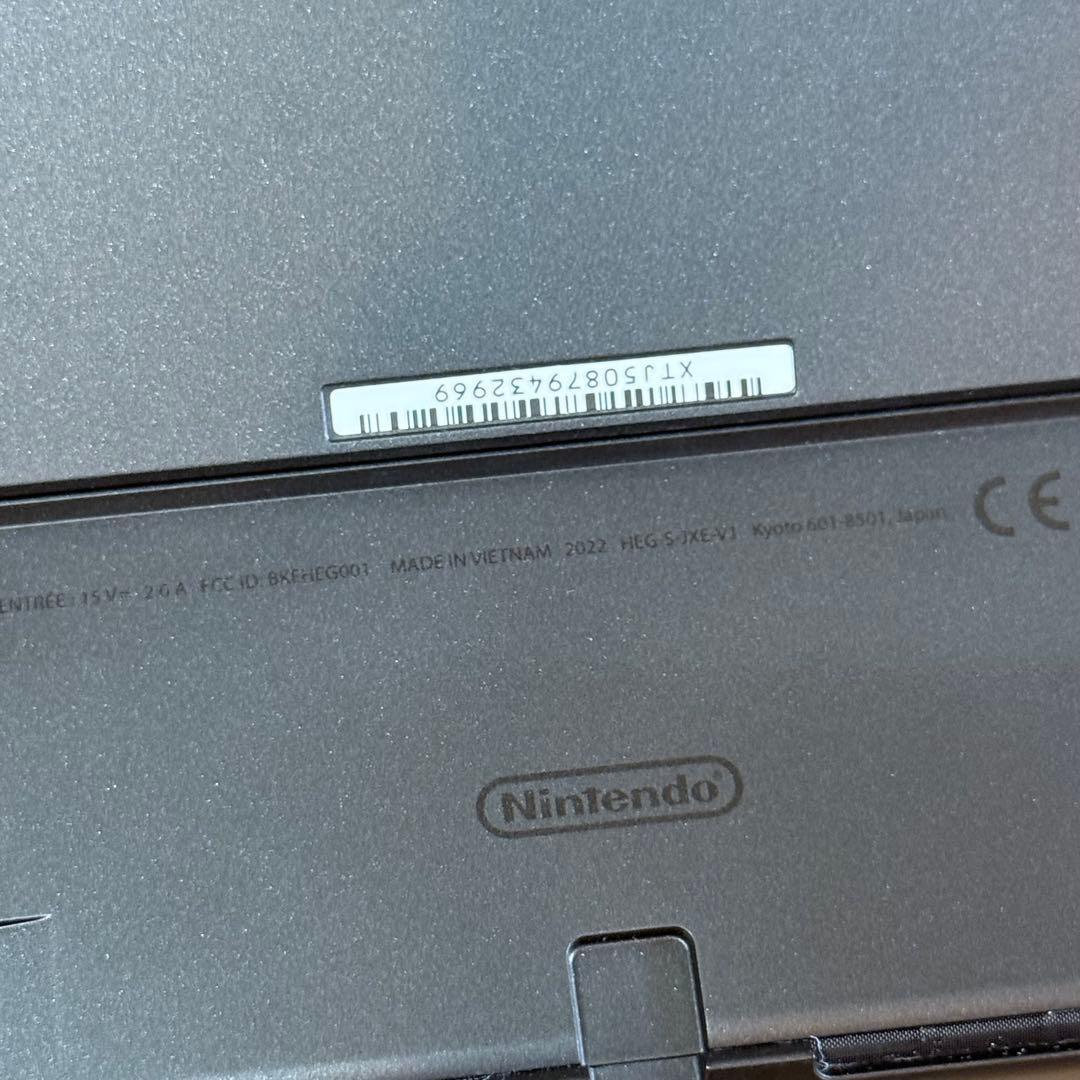 XTJ50879432969
ENTRÉE : 15 V⎓ 2.6 A FCC ID: BKEHEG001 MADE IN VIETNAM 2022 HEG-S-JXE-V1 Kyoto 601-8501, Japan
CE
Nintendo®